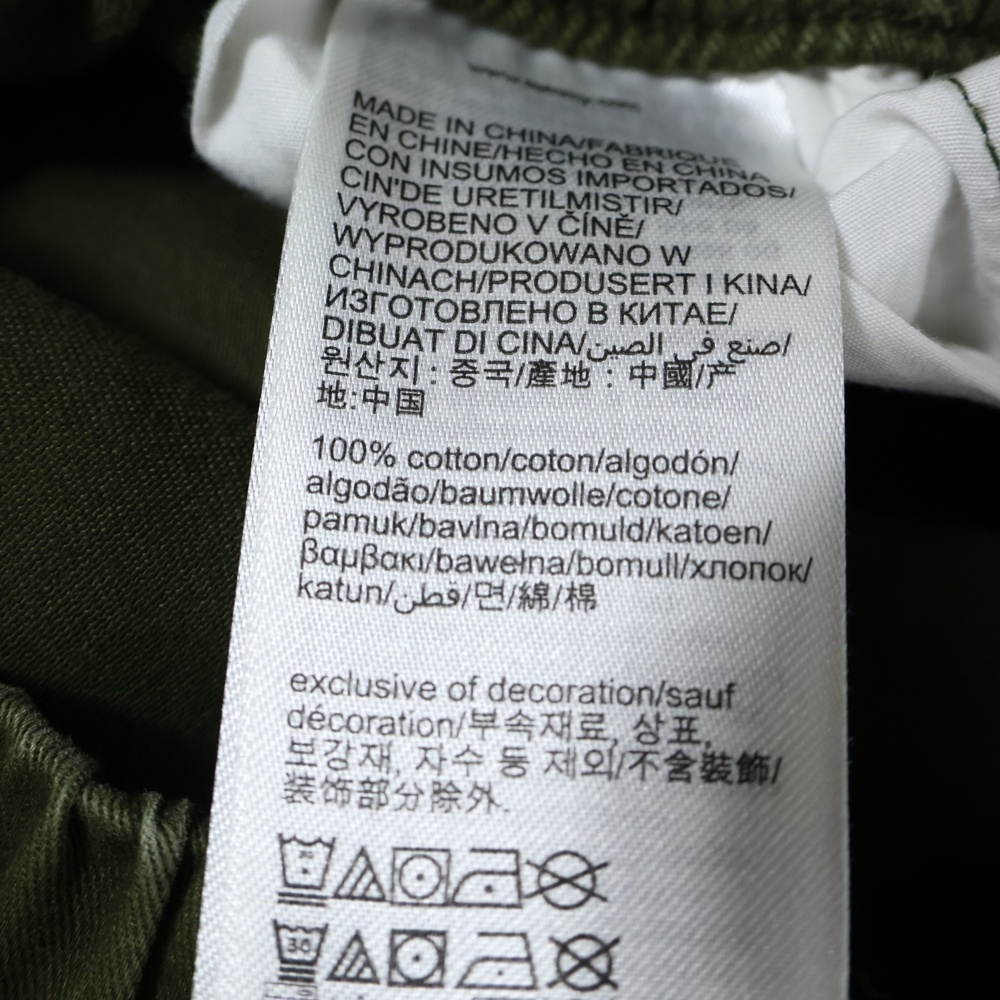 MADE IN CHINA/FABRIQUE
EN CHINE/HECHO EN CHINA
CON INSUMOS IMPORTADOS/
CIN'DE URETILMISTIR/
VYROBENO V ČÍNĚ/
WYPRODUKOWANO W
CHINACH/PRODUSERT I KINA/
ИЗГОТОВЛЕНО В КИТАЕ/
DIBUAT DI CINA/صنع في الصين/
원산지 : 중국/產地 : 中國/产
地:中国
100% cotton/coton/algodón/
algodão/baumwolle/cotone/
pamuk/bavlna/bomuld/katoen/
βαμβακι/bawełna/bomull/хлопок/
katun/قطن/면/綿/棉
exclusive of decoration/sauf
décoration/부속재료, 상표,
보강재, 자수 등 제외/不含裝飾/
装饰部分除外.
30
30